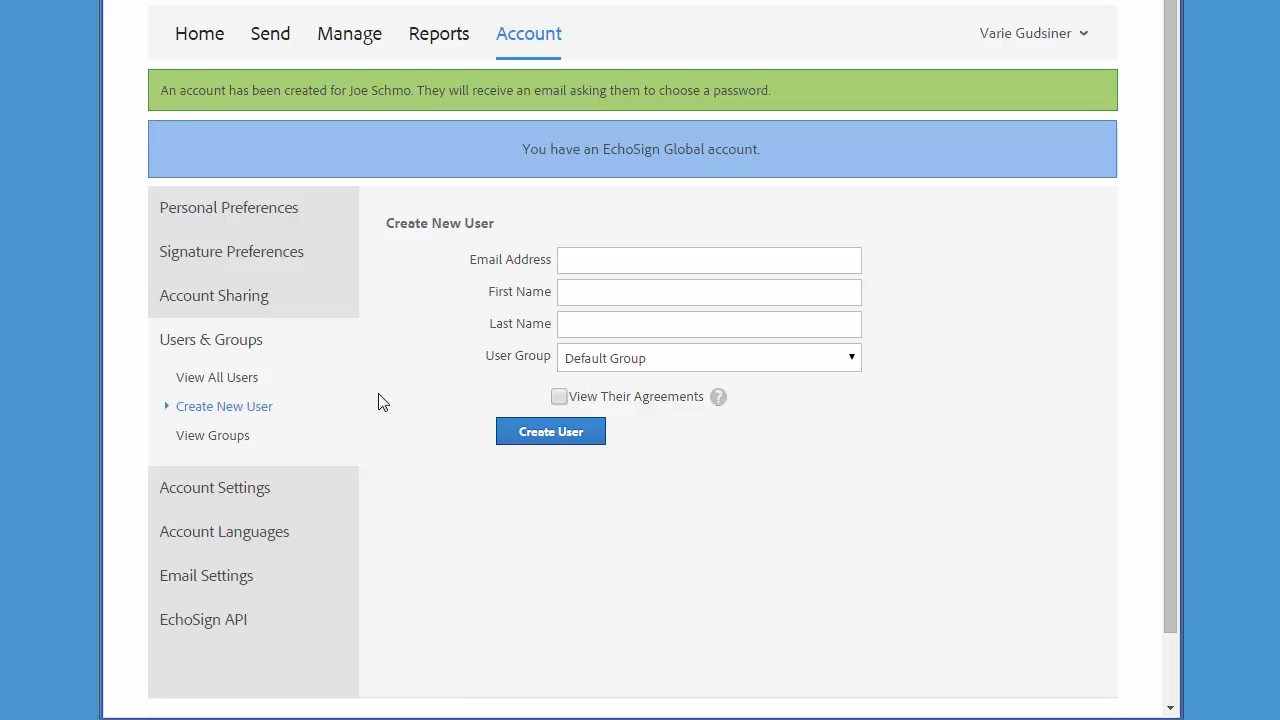 Home Send Manage Reports Account Varie Gudsiner
An account has been created for Joe Schmo. They will receive an email asking them to choose a password.
You have an EchoSign Global account.
Personal Preferences
Signature Preferences
Account Sharing
Users & Groups
View All Users
Create New User
View Groups
Account Settings
Account Languages
Email Settings
EchoSign API
Create New User
Email Address
First Name
Last Name
User Group Default Group
View Their Agreements ?
Create User